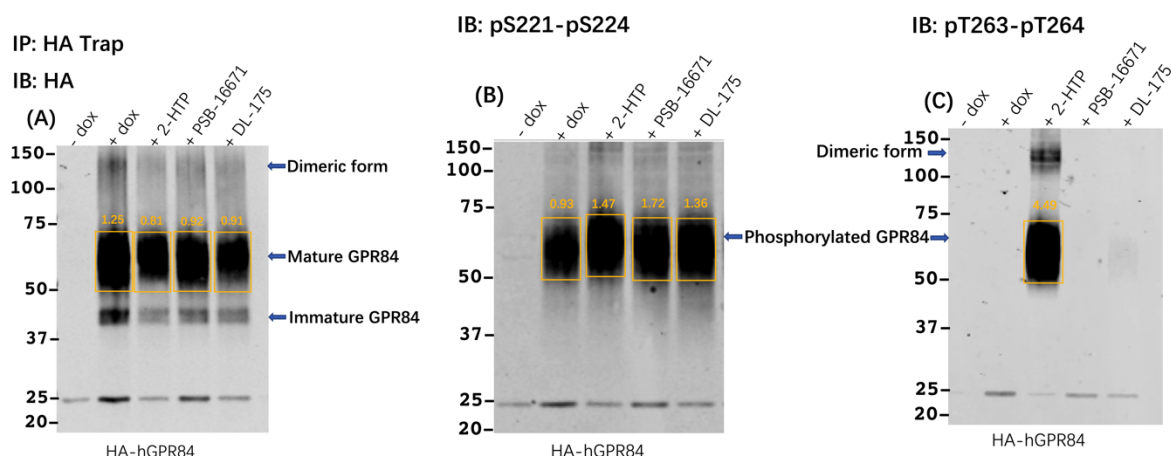 IP: HA Trap
IB: HA
(A)
- dox
+ dox
+ 2-HTP
+ PSB-16671
+ DL-175
150
100
75
50
37
25
20
1.25
0.81
0.92
0.91
Dimeric form
Mature GPR84
Immature GPR84
HA-hGPR84
IB: pS221-pS224
(B)
- dox
+ dox
+ 2-HTP
+ PSB-16671
+ DL-175
150
100
75
50
37
25
20
0.93
1.47
1.72
1.36
Phosphorylated GPR84
HA-hGPR84
IB: pT263-pT264
(C)
- dox
+ dox
+ 2-HTP
+ PSB-16671
+ DL-175
Dimeric form
150
100
75
50
37
25
20
HA-hGPR84